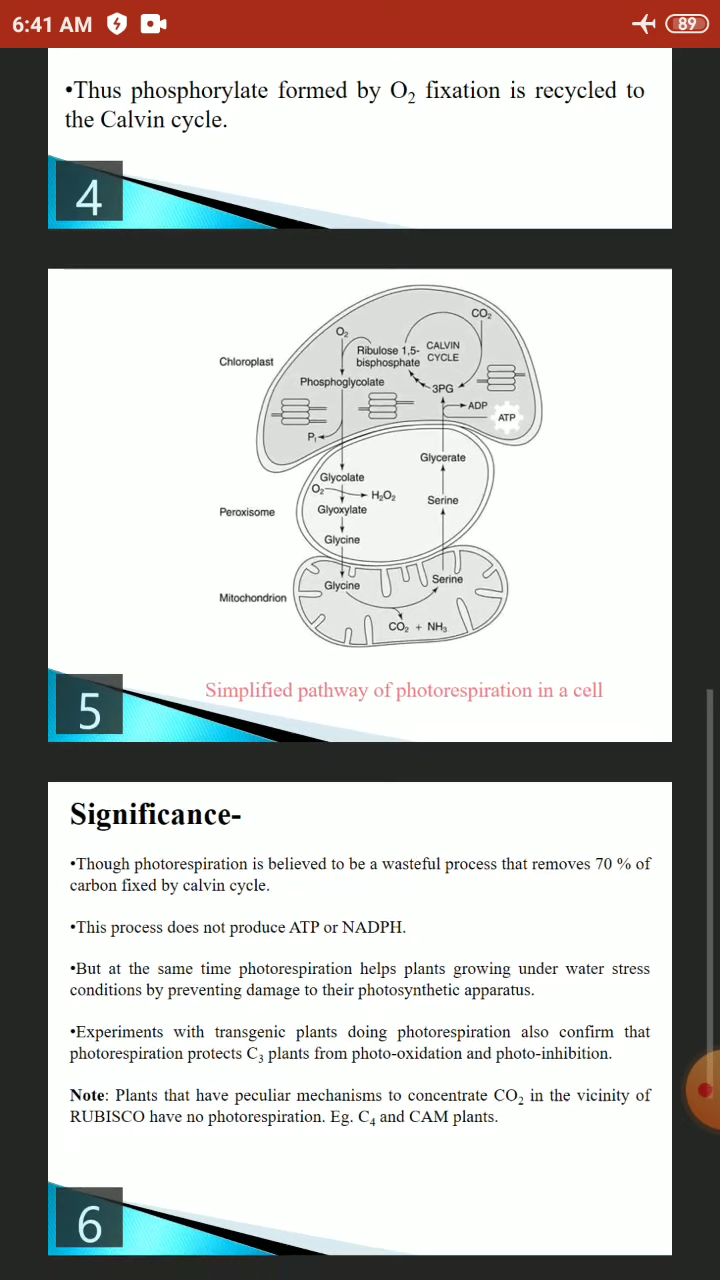 6:41 AM
89
•Thus phosphorylate formed by O₂ fixation is recycled to
the Calvin cycle.
4
CO₂
O₂
Ribulose 1,5-
bisphosphate
CALVIN
CYCLE
Chloroplast
Phosphoglycolate
3PG
ADP
ATP
Pᵢ
Glycerate
Glycolate
O₂
H₂O₂
Serine
Peroxisome
Glyoxylate
Glycine
Glycine
Serine
Mitochondrion
CO₂ + NH₃
Simplified pathway of photorespiration in a cell
5
Significance-
•Though photorespiration is believed to be a wasteful process that removes 70 % of
carbon fixed by calvin cycle.
•This process does not produce ATP or NADPH.
•But at the same time photorespiration helps plants growing under water stress
conditions by preventing damage to their photosynthetic apparatus.
•Experiments with transgenic plants doing photorespiration also confirm that
photorespiration protects C₃ plants from photo-oxidation and photo-inhibition.
Note: Plants that have peculiar mechanisms to concentrate CO₂ in the vicinity of
RUBISCO have no photorespiration. Eg. C₄ and CAM plants.
6